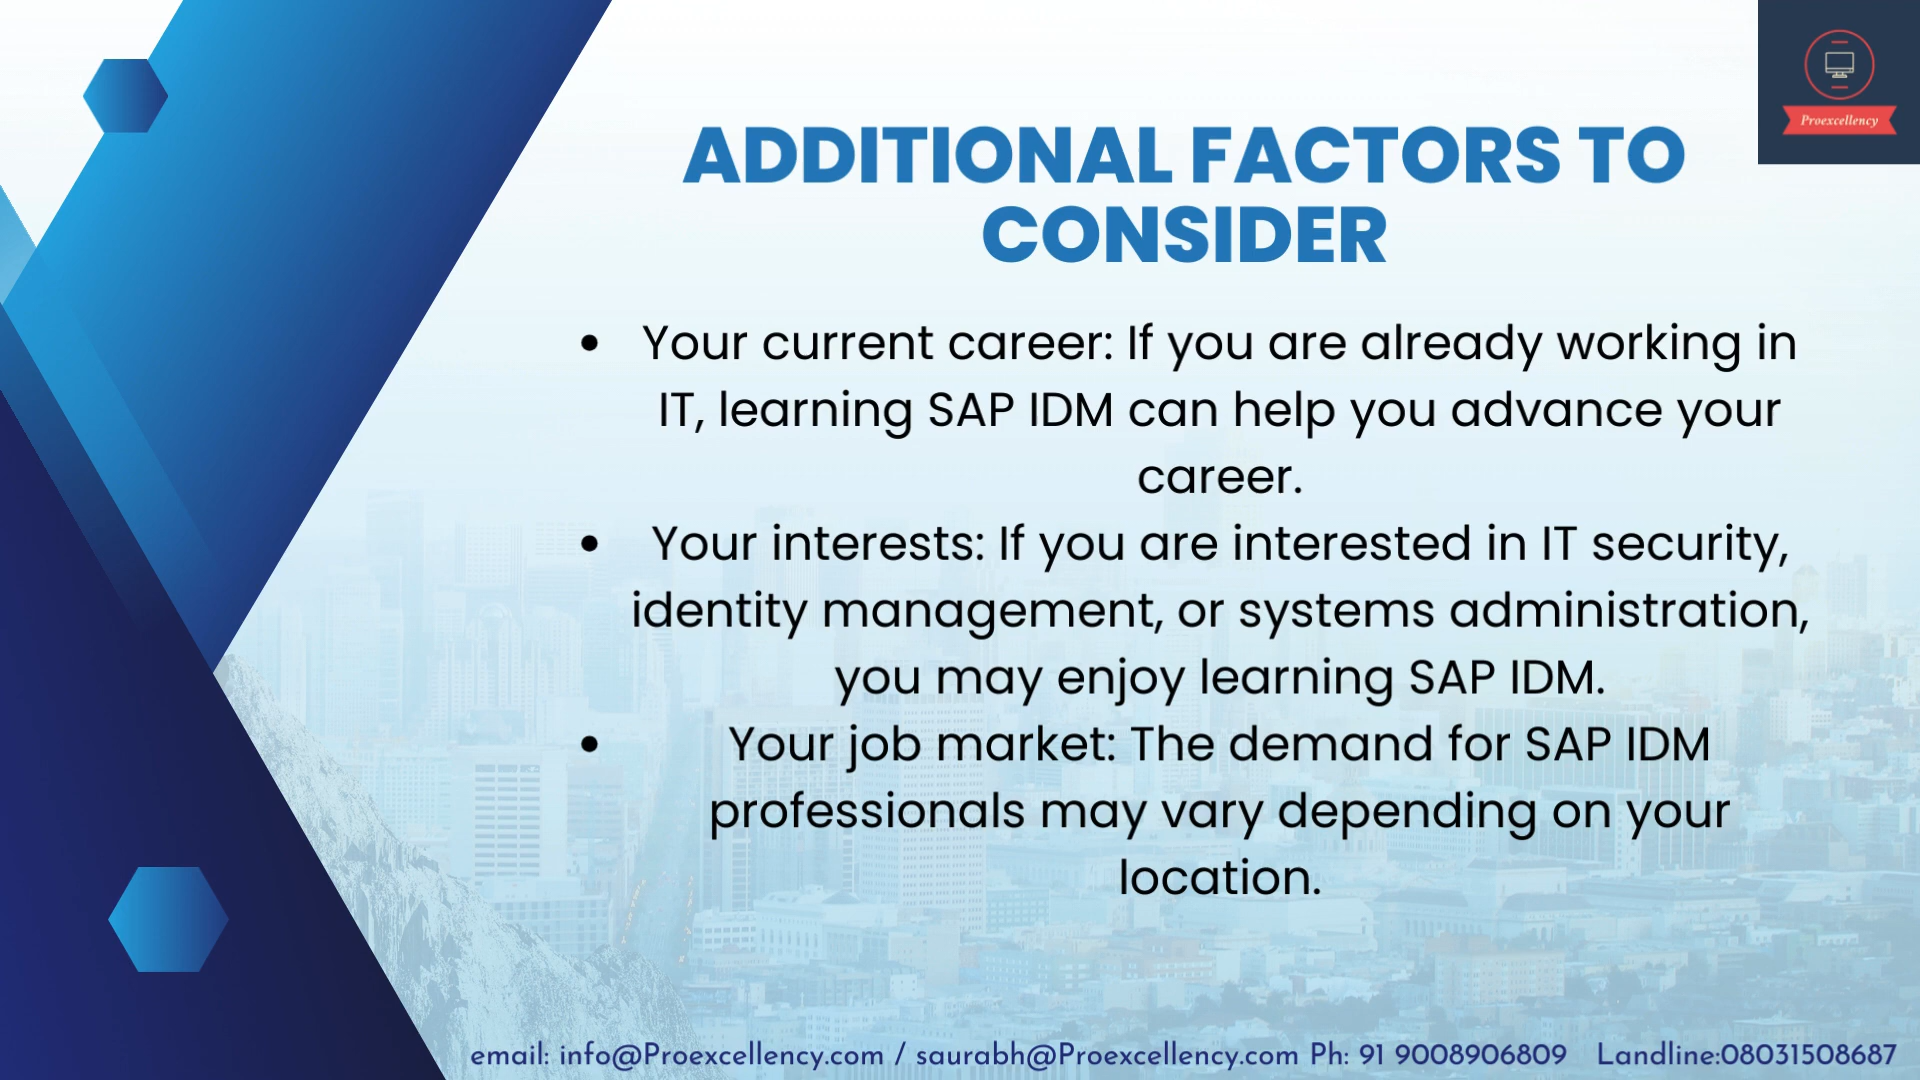 Proexcellency
ADDITIONAL FACTORS TO
CONSIDER
• Your current career: If you are already working in
IT, learning SAP IDM can help you advance your
career.
• Your interests: If you are interested in IT security,
identity management, or systems administration,
you may enjoy learning SAP IDM.
• Your job market: The demand for SAP IDM
professionals may vary depending on your
location.
email: info@Proexcellency.com / saurabh@Proexcellency.com Ph: 91 9008906809 Landline:08031508687